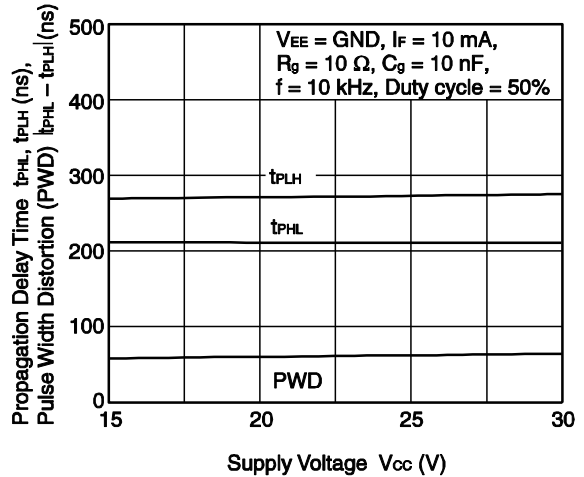 Propagation Delay Time tPHL, tPLH (ns),
Pulse Width Distortion (PWD) |tPHL – tPLH| (ns)
500
400
300
200
100
0
VEE = GND, IF = 10 mA,
Rg = 10 Ω, Cg = 10 nF,
f = 10 kHz, Duty cycle = 50%
tPLH
tPHL
PWD
15
20
25
30
Supply Voltage VCC (V)